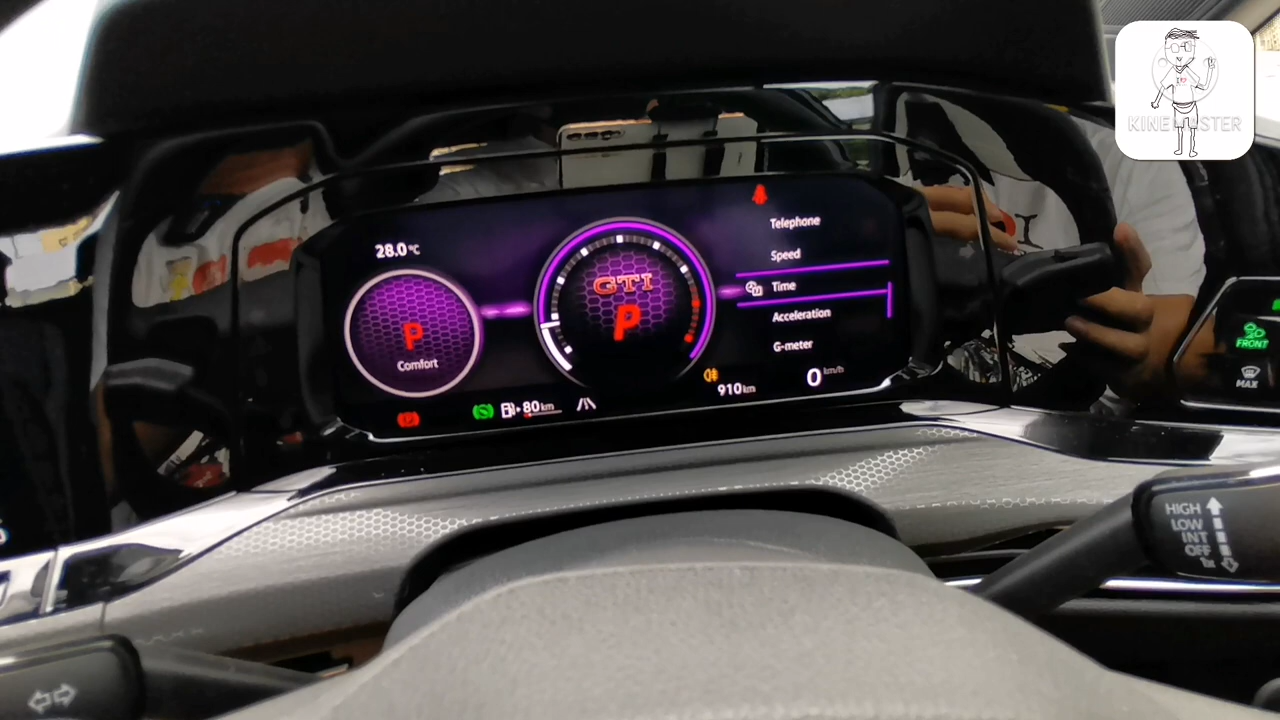 KINEMASTER
28.0°C
Telephone
Speed
Time
Acceleration
G-meter
GTI
P
P
Comfort
80 km
910 km
0 km/h
FRONT
MAX
HIGH
LOW
INT
OFF
1x